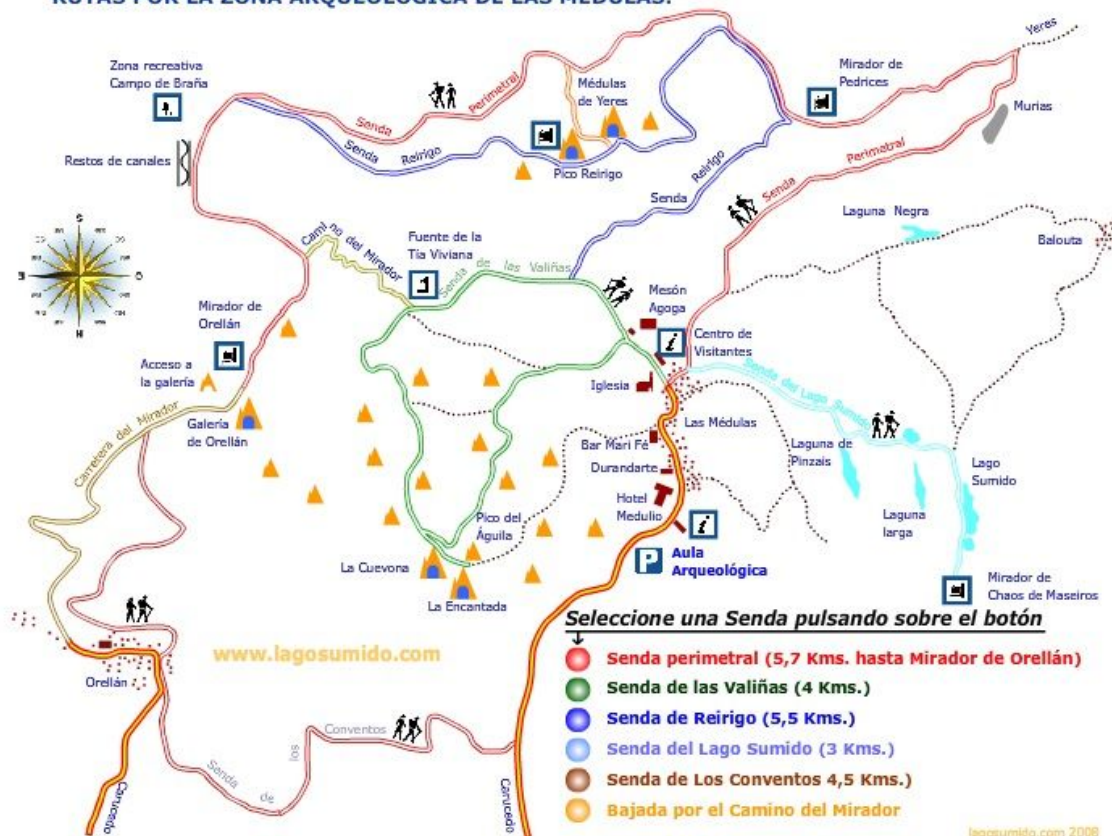 RUTAS POR LA ZONA ARQUEOLÓGICA DE LAS MÉDULAS.
Yeres
Zona recreativa
Campo de Braña
Mirador de
Pedrices
Médulas
de Yeres
Senda
Perimetral
Murias
Restos de canales
Senda
Reirigo
Pico Reirigo
Senda
Reirigo
Senda
Perimetral
Laguna Negra
Balouta
S
E
O
N
Camino del Mirador
Fuente de la
Tía Viviana
Senda de las Valiñas
Mesón
Agoga
Mirador de
Orellán
i
Centro de
Visitantes
Acceso a
la galería
Iglesia
Senda del Lago Sumido
Carretera del Mirador
Galería
de Orellán
Las Médulas
Bar Mari Fé
Laguna de
Pinzais
Durandarte
Lago
Sumido
Hotel
Medulio
Laguna
larga
Pico del
Águila
i
La Cuevona
P
Aula
Arqueológica
Mirador de
Chaos de Maseiros
La Encantada
Seleccione una Senda pulsando sobre el botón
www.lagosumido.com
Senda perimetral (5,7 Kms. hasta Mirador de Orellán)
Orellán
Senda de las Valiñas (4 Kms.)
Senda de Reirigo (5,5 Kms.)
Senda de los Conventos
Senda del Lago Sumido (3 Kms.)
Senda de Los Conventos 4,5 Kms.)
Carucedo
Carucedo
Bajada por el Camino del Mirador
lagosumido.com 2008